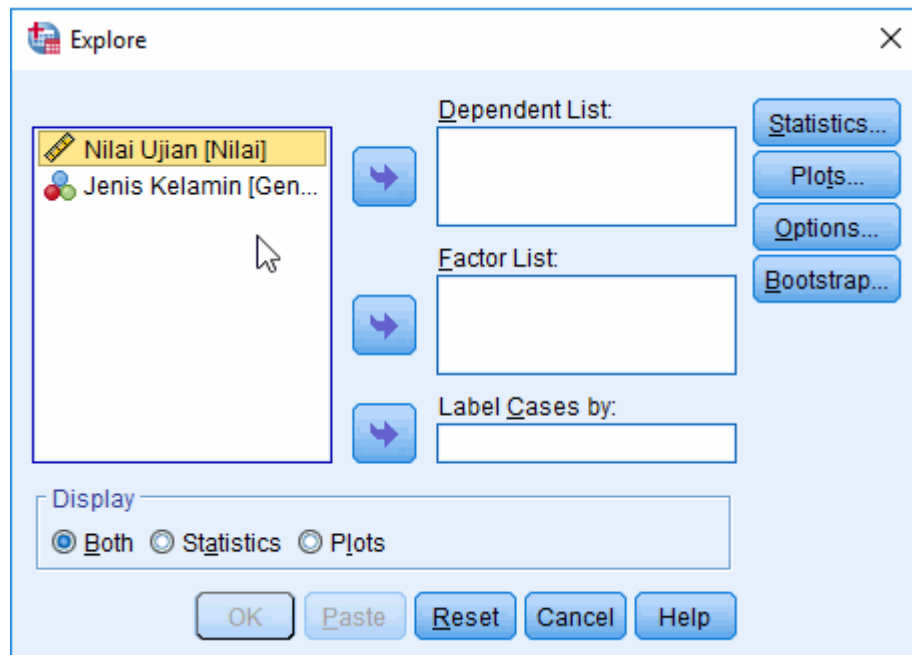 Explore
Dependent List:
Statistics...
Nilai Ujian [Nilai]
Jenis Kelamin [Gen...
Plots...
Options...
Factor List:
Bootstrap...
Label Cases by:
Display
Both Statistics Plots
OK Paste Reset Cancel Help